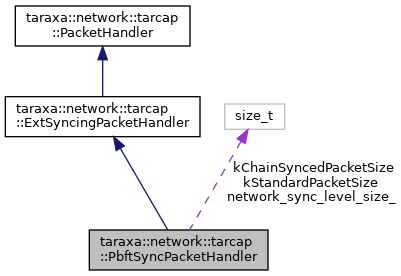 taraxa::network::tarcap
::PacketHandler
taraxa::network::tarcap
::ExtSyncingPacketHandler
size_t
kChainSyncedPacketSize
kStandardPacketSize
network_sync_level_size_
taraxa::network::tarcap
::PbftSyncPacketHandler